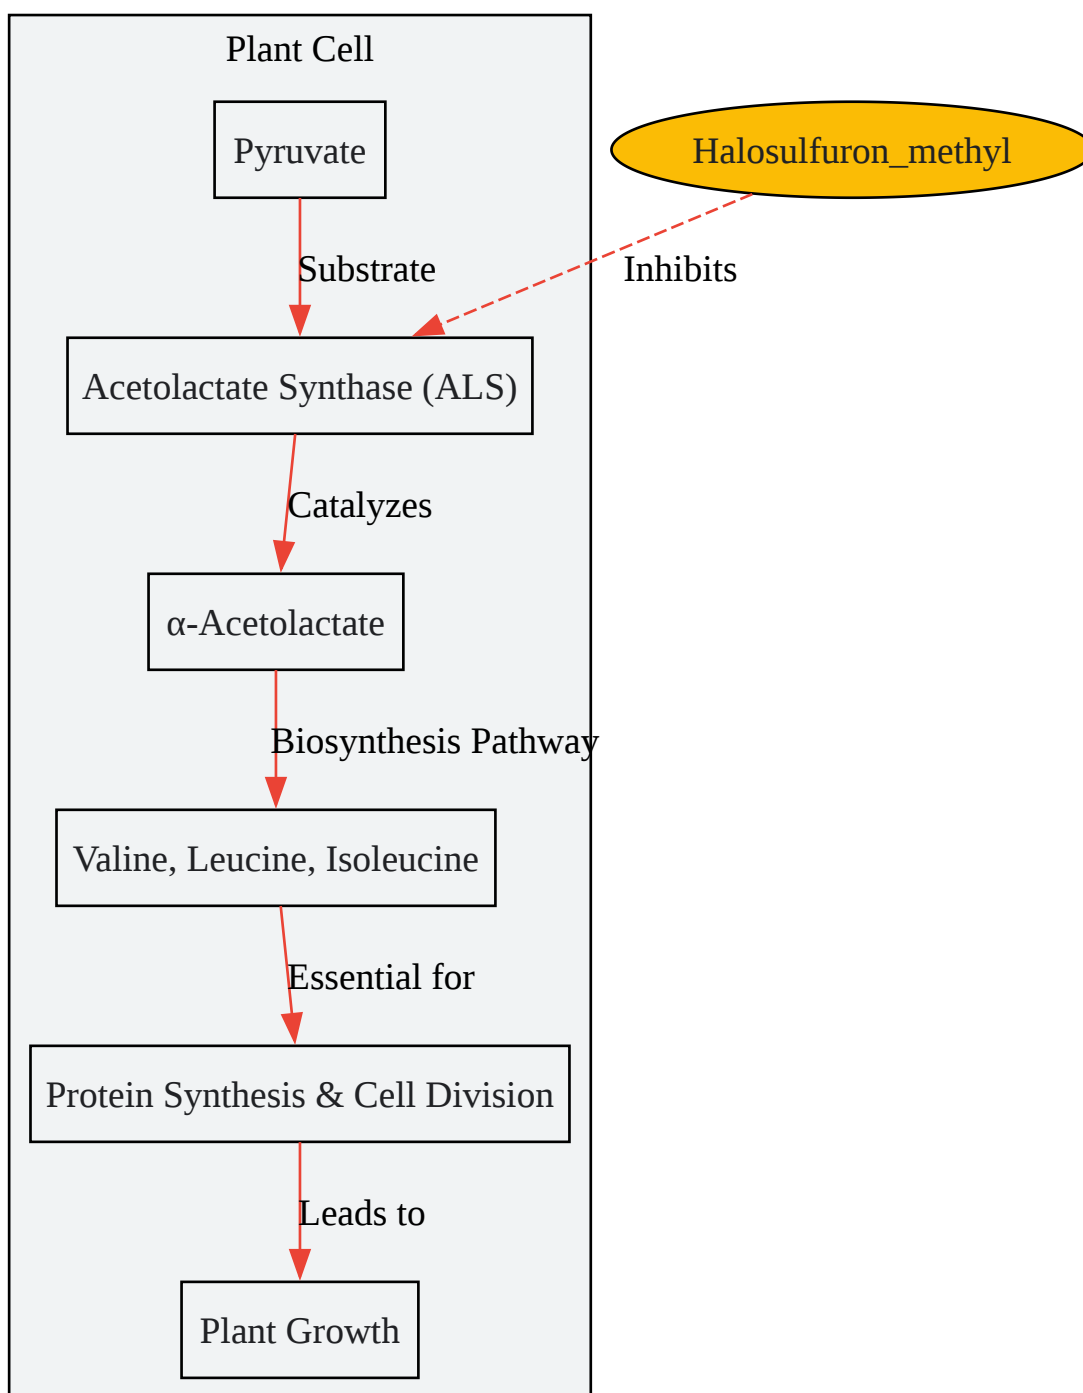 Plant Cell
Pyruvate
Halosulfuron_methyl
Substrate
Inhibits
Acetolactate Synthase (ALS)
Catalyzes
α-Acetolactate
Biosynthesis Pathway
Valine, Leucine, Isoleucine
Essential for
Protein Synthesis & Cell Division
Leads to
Plant Growth